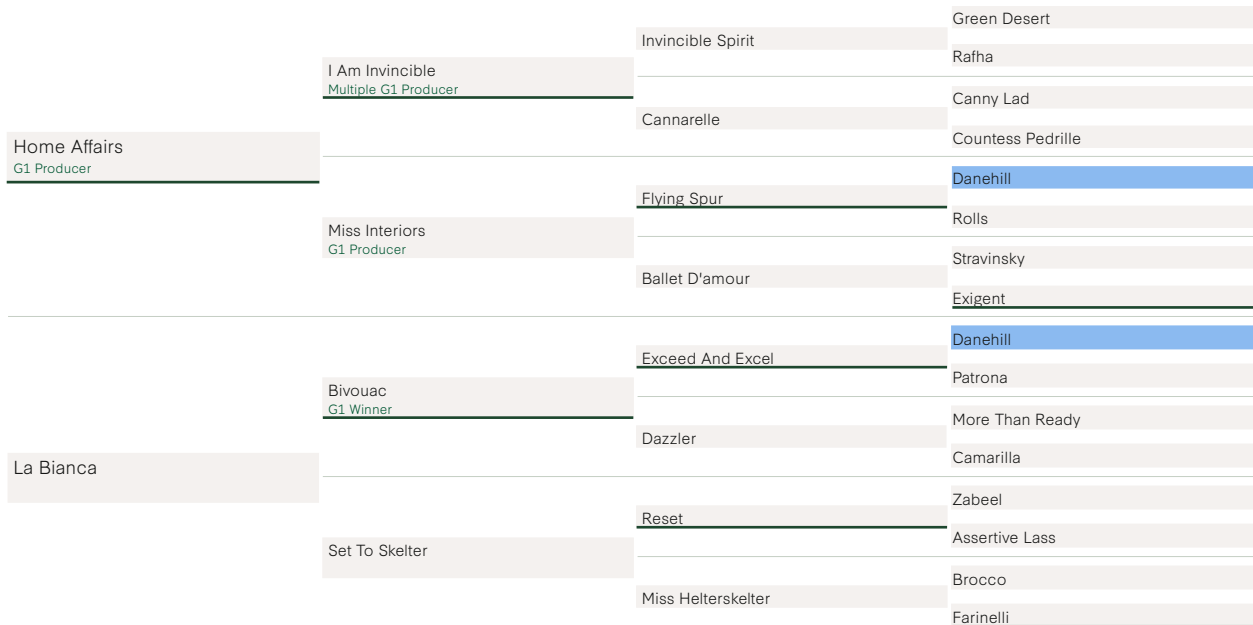 Home Affairs
G1 Producer
La Bianca
I Am Invincible
Multiple G1 Producer
Miss Interiors
G1 Producer
Bivouac
G1 Winner
Set To Skelter
Invincible Spirit
Cannarelle
Flying Spur
Ballet D'amour
Exceed And Excel
Dazzler
Reset
Miss Helterskelter
Green Desert
Rafha
Canny Lad
Countess Pedrille
Danehill
Rolls
Stravinsky
Exigent
Danehill
Patrona
More Than Ready
Camarilla
Zabeel
Assertive Lass
Brocco
Farinelli